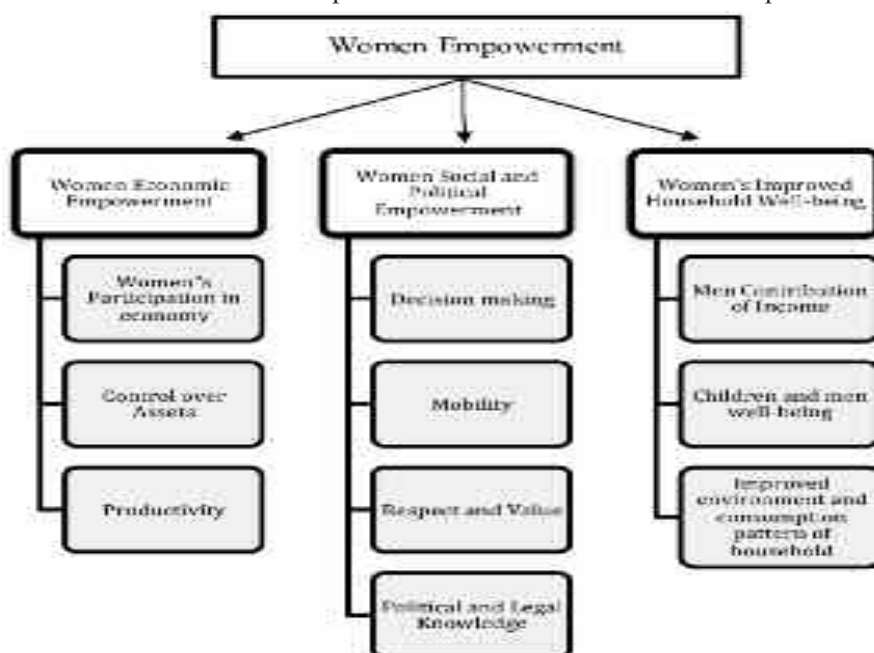 Women Empowerment
Women Economic
Empowerment
Women's
Participation in
economy
Control over
Assets
Productivity
Women Social and
Political
Empowerment
Decision making
Mobility
Respect and Value
Political and Legal
Knowledge
Women's Improved
Household Well-being
Men Contribution
of Income
Children and men
well-being
Improved
environment and
consumption
pattern of
household